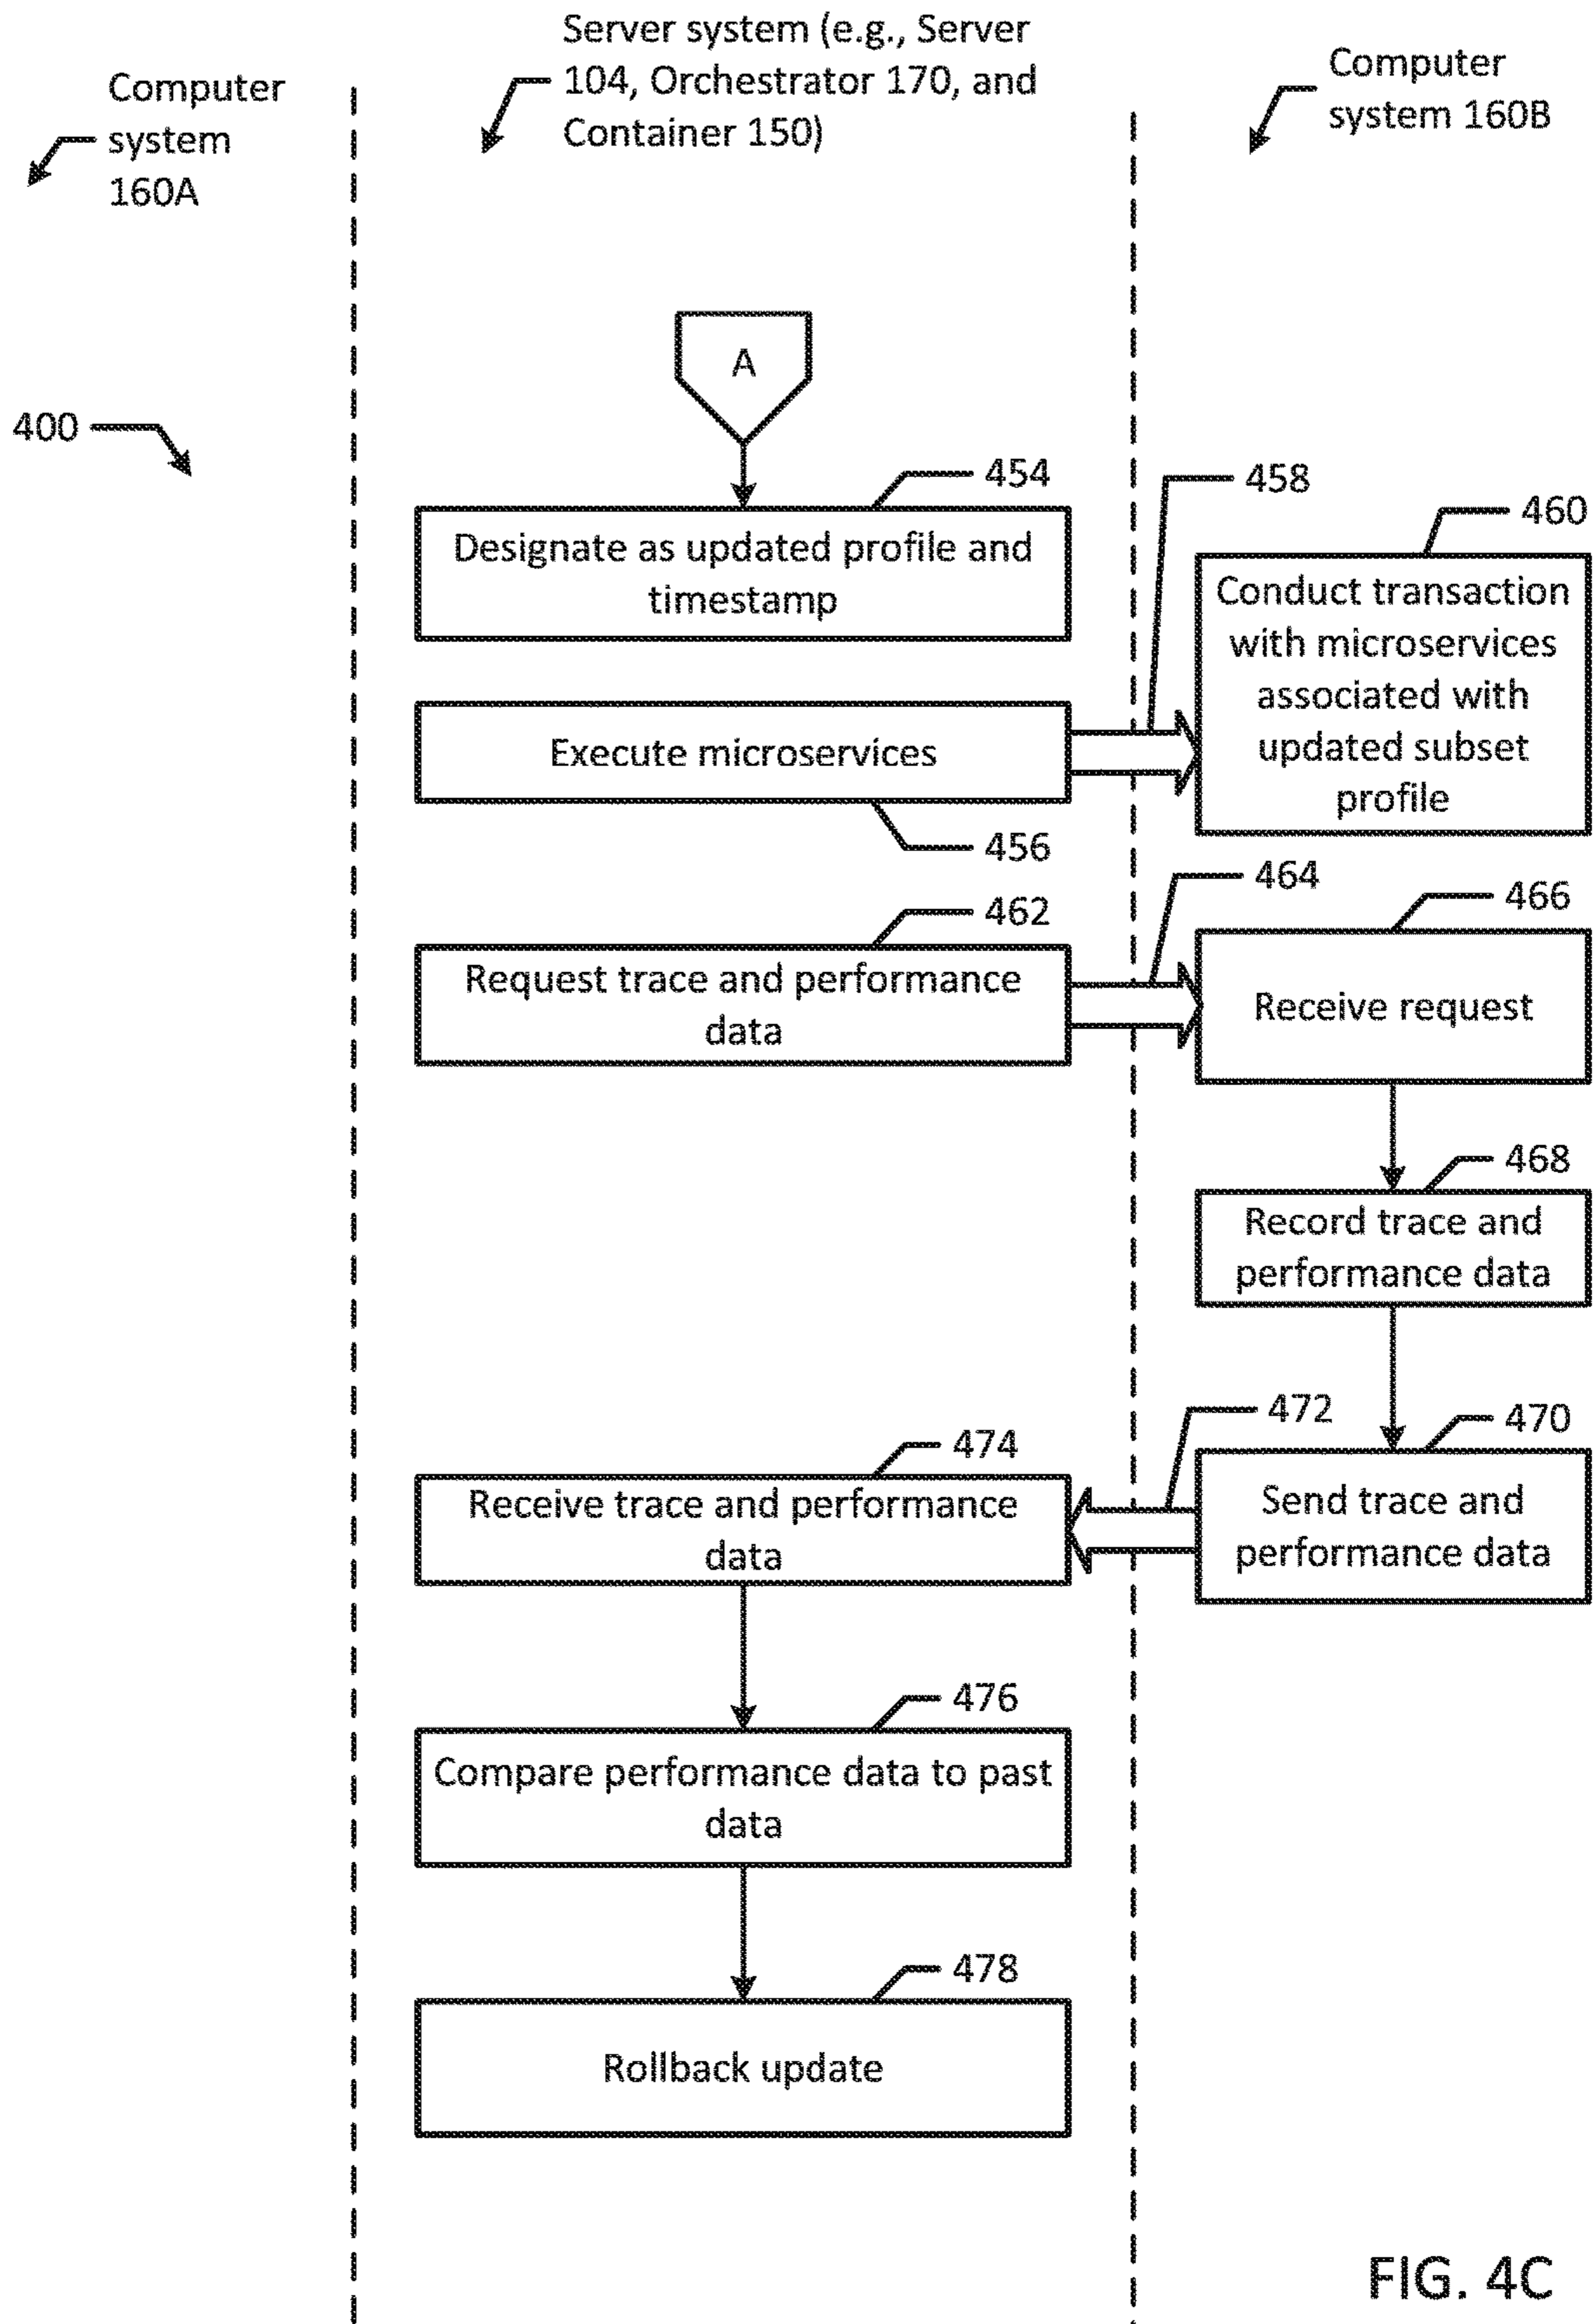 Computer
system
160A
Server system (e.g., Server
104, Orchestrator 170, and
Container 150)
Computer
system 160B
A
400
454
Designate as updated profile and
timestamp
458
460
Conduct transaction
with microservices
associated with
updated subset
profile
Execute microservices
456
462
Request trace and performance
data
464
466
Receive request
468
Record trace and
performance data
472
470
Send trace and
performance data
474
Receive trace and performance
data
476
Compare performance data to past
data
478
Rollback update
FIG. 4C